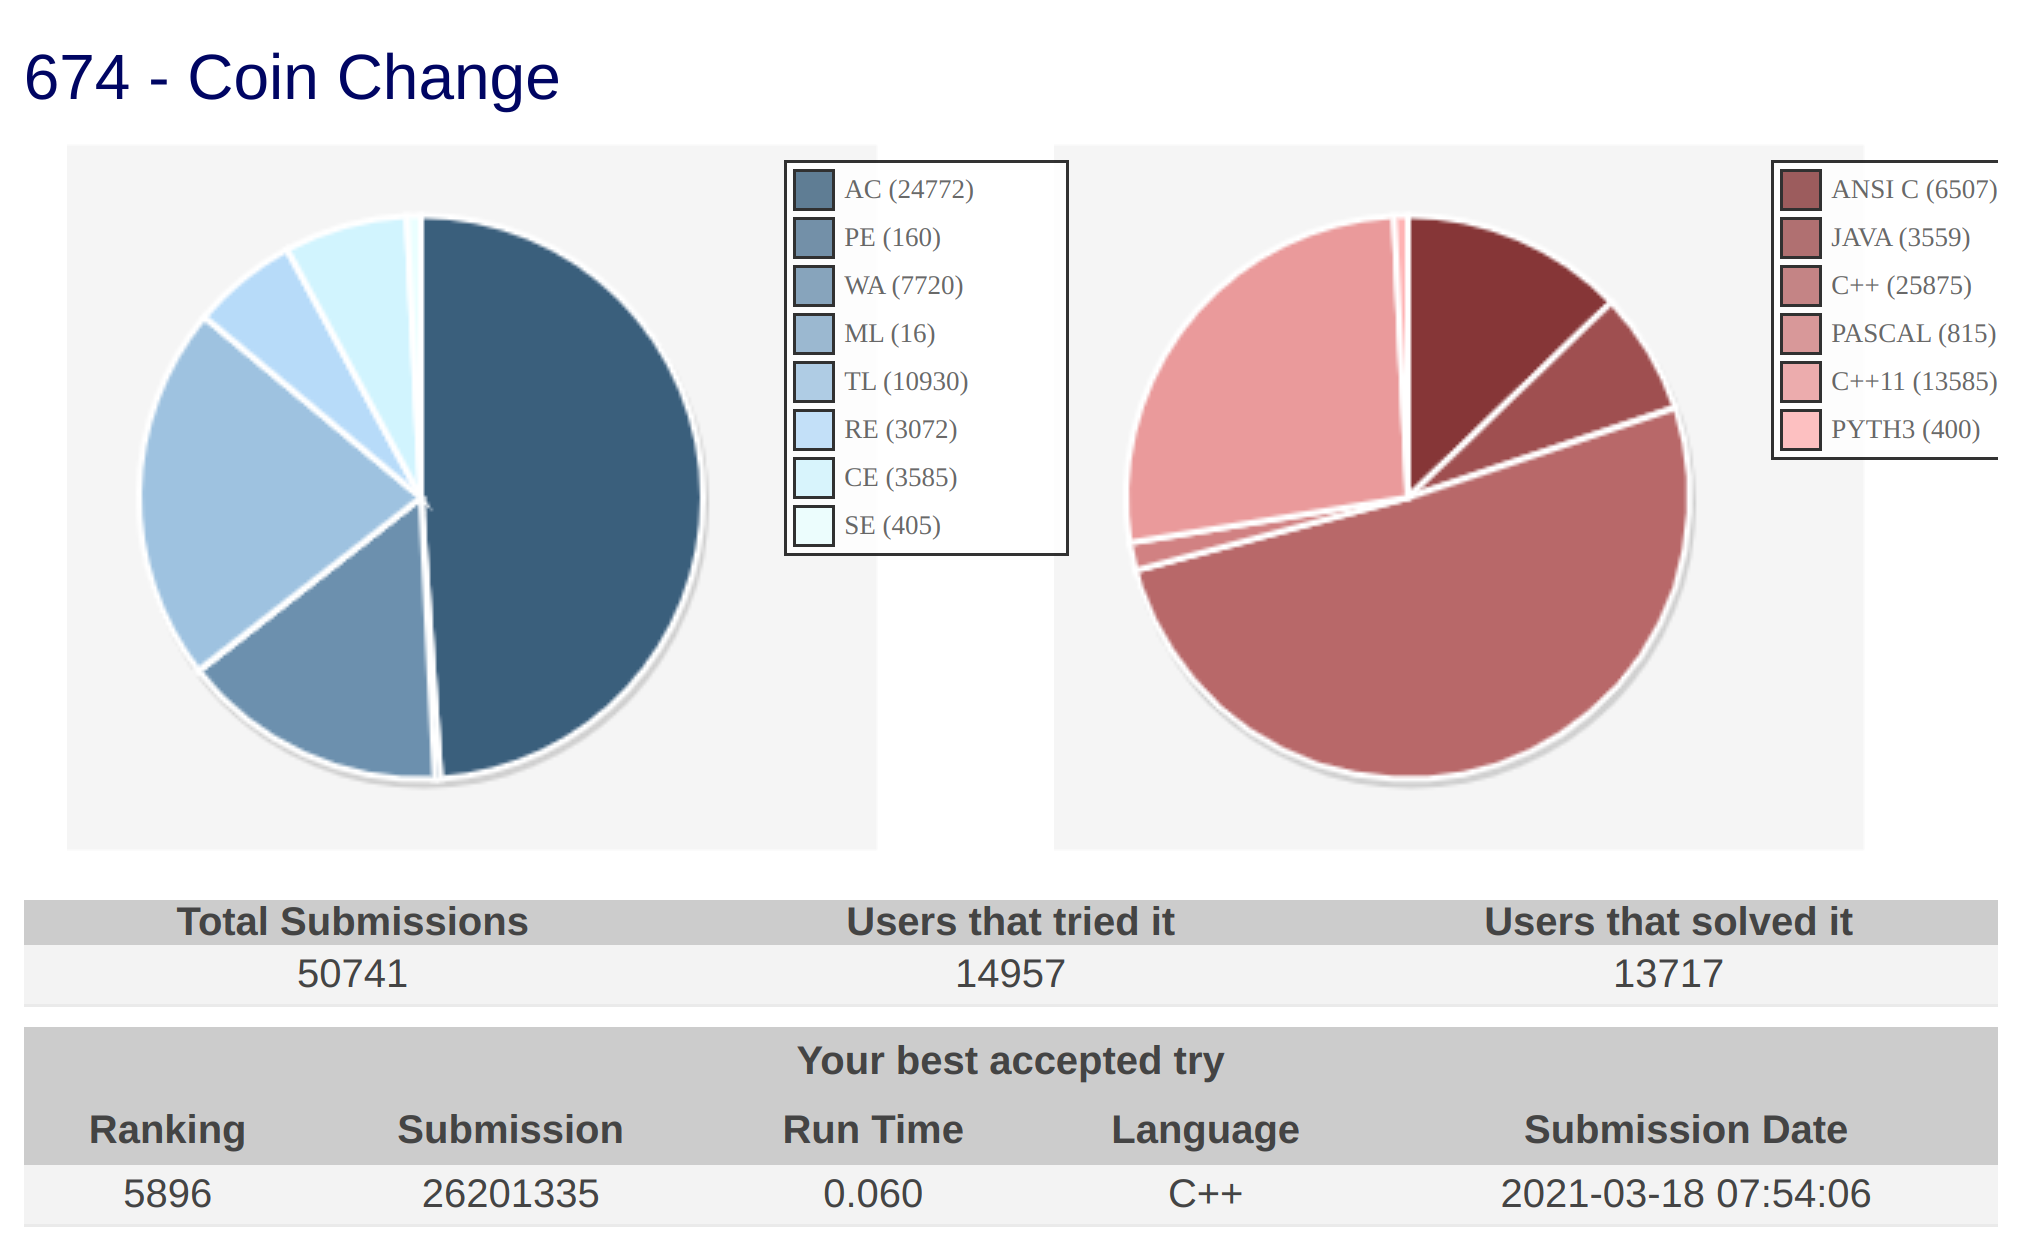 674 - Coin Change
AC (24772)
PE (160)
WA (7720)
ML (16)
TL (10930)
RE (3072)
CE (3585)
SE (405)
ANSI C (6507)
JAVA (3559)
C++ (25875)
PASCAL (815)
C++11 (13585)
PYTH3 (400)
Total Submissions Users that tried it Users that solved it
50741 14957 13717
Your best accepted try
Ranking Submission Run Time Language Submission Date
5896 26201335 0.060 C++ 2021-03-18 07:54:06